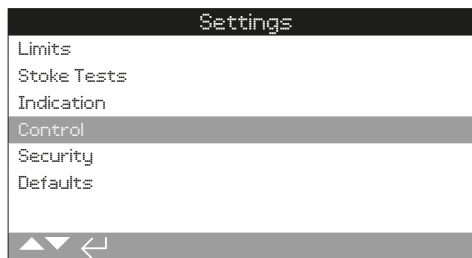 Settings
Limits
Stoke Tests
Indication
Control
Security
Defaults